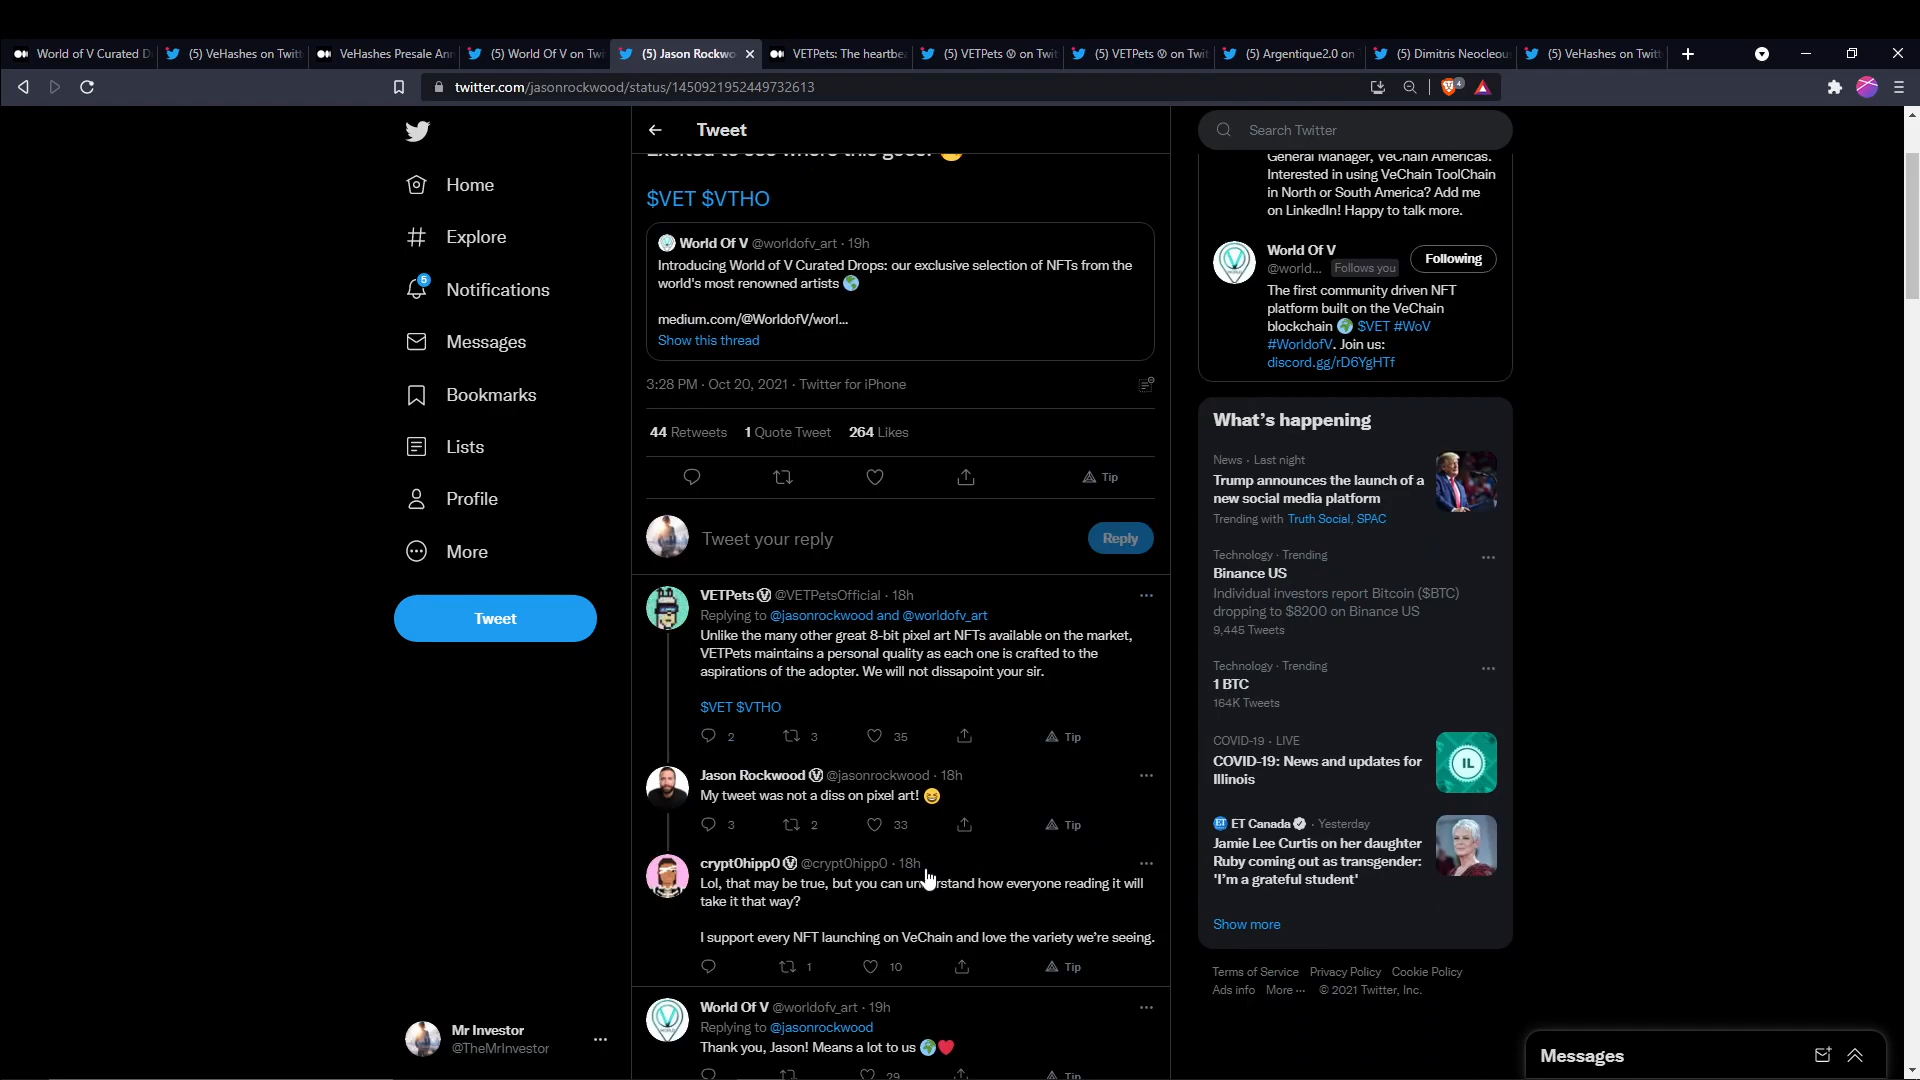 World of V Curated D
(5) VeHashes on Twitt
VeHashes Presale Ann
(5) World Of V on Twi
(5) Jason Rockwo
VETPets: The heartbe
(5) VETPets Ⓥ on Twit
(5) VETPets Ⓥ on Twit
(5) Argentique2.0 on
(5) Dimitris Neocleou
(5) VeHashes on Twitt
twitter.com/jasonrockwood/status/1450921952449732613
4
Home
Explore
5
Notifications
Messages
Bookmarks
Lists
Profile
More
Tweet
Mr Investor
@TheMrInvestor
Tweet
Excited to see where this goes!
$VET $VTHO
World Of V @worldofv_art · 19h
Introducing World of V Curated Drops: our exclusive selection of NFTs from the
world's most renowned artists
medium.com/@WorldofV/worl...
Show this thread
3:28 PM · Oct 20, 2021 · Twitter for iPhone
44 Retweets 1 Quote Tweet 264 Likes
Tip
Tweet your reply
Reply
VETPets Ⓥ @VETPetsOfficial · 18h
Replying to @jasonrockwood and @worldofv_art
Unlike the many other great 8-bit pixel art NFTs available on the market,
VETPets maintains a personal quality as each one is crafted to the
aspirations of the adopter. We will not dissapoint your sir.
$VET $VTHO
2 3 35 Tip
Jason Rockwood Ⓥ @jasonrockwood · 18h
My tweet was not a diss on pixel art!
3 2 33 Tip
crypt0hipp0 Ⓥ @crypt0hipp0 · 18h
Lol, that may be true, but you can understand how everyone reading it will
take it that way?
I support every NFT launching on VeChain and love the variety we're seeing.
1 10 Tip
World Of V @worldofv_art · 19h
Replying to @jasonrockwood
Thank you, Jason! Means a lot to us
29 Tip
Search Twitter
General Manager, VeChain Americas.
Interested in using VeChain ToolChain
in North or South America? Add me
on LinkedIn! Happy to talk more.
World Of V
@world... Follows you
Following
The first community driven NFT
platform built on the VeChain
blockchain $VET #WoV
#WorldofV. Join us:
discord.gg/rD6YgHTf
What's happening
News · Last night
Trump announces the launch of a
new social media platform
Trending with Truth Social, SPAC
Technology · Trending
Binance US
Individual investors report Bitcoin ($BTC)
dropping to $8200 on Binance US
9,445 Tweets
Technology · Trending
1 BTC
164K Tweets
COVID-19 · LIVE
COVID-19: News and updates for
Illinois
IL
ET Canada · Yesterday
Jamie Lee Curtis on her daughter
Ruby coming out as transgender:
'I'm a grateful student'
Show more
Terms of Service Privacy Policy Cookie Policy
Ads info More ··· © 2021 Twitter, Inc.
Messages